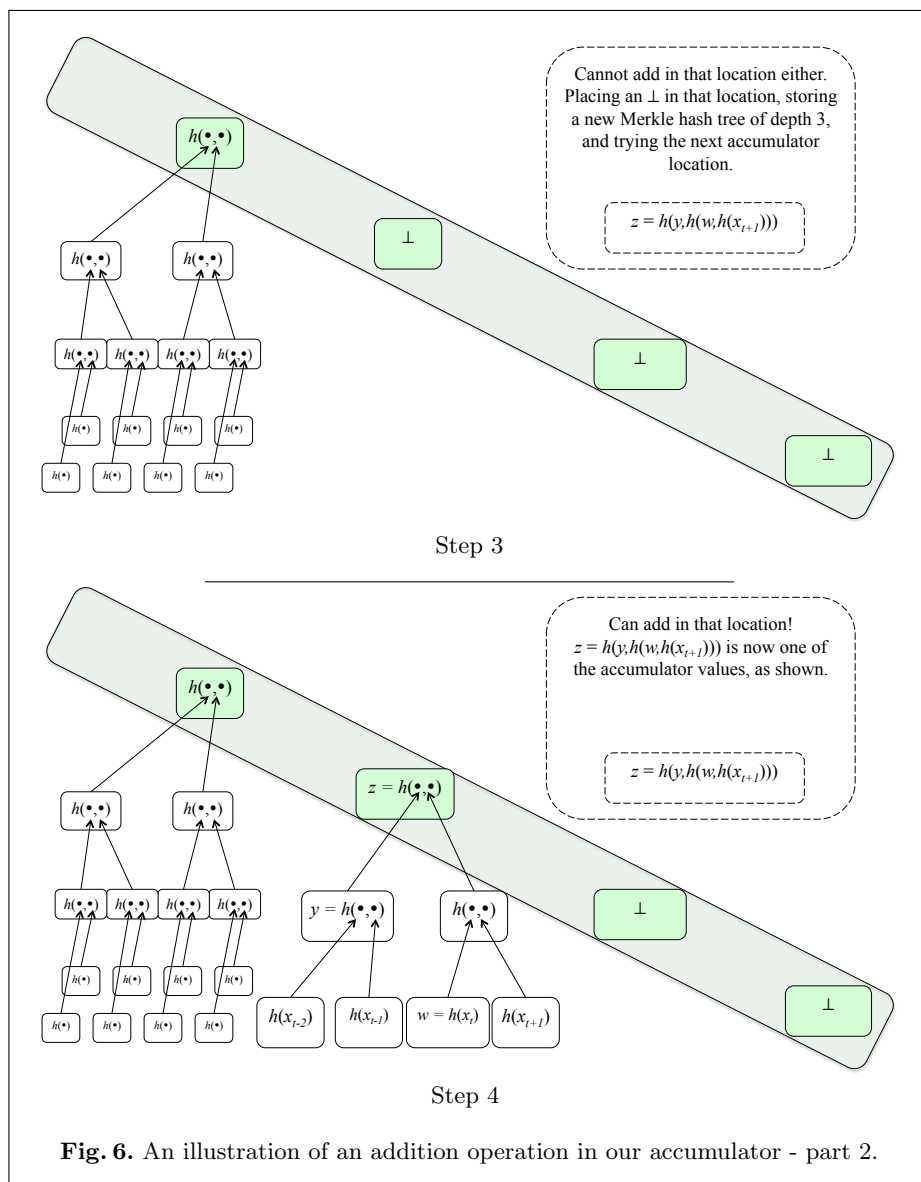 Cannot add in that location either.
Placing an ⊥ in that location, storing
a new Merkle hash tree of depth 3,
and trying the next accumulator
location.
h(•,•)
z = h(y,h(w,h(x_{t+1})))
⊥
h(•,•) h(•,•)
h(•,•) h(•,•) h(•,•) h(•,•)
⊥
h(•) h(•) h(•) h(•)
⊥
h(•) h(•) h(•) h(•)
Step 3
Can add in that location!
z = h(y,h(w,h(x_{t+1}))) is now one of
the accumulator values, as shown.
h(•,•)
z = h(•,•)
z = h(y,h(w,h(x_{t+1})))
h(•,•) h(•,•)
h(•,•) h(•,•) h(•,•) h(•,•)
y = h(•,•) h(•,•)
⊥
h(•) h(•) h(•) h(•)
h(x_{t-2}) h(x_{t-1}) w = h(x_t) h(x_{t+1})
⊥
h(•) h(•) h(•) h(•)
Step 4
Fig. 6. An illustration of an addition operation in our accumulator - part 2.